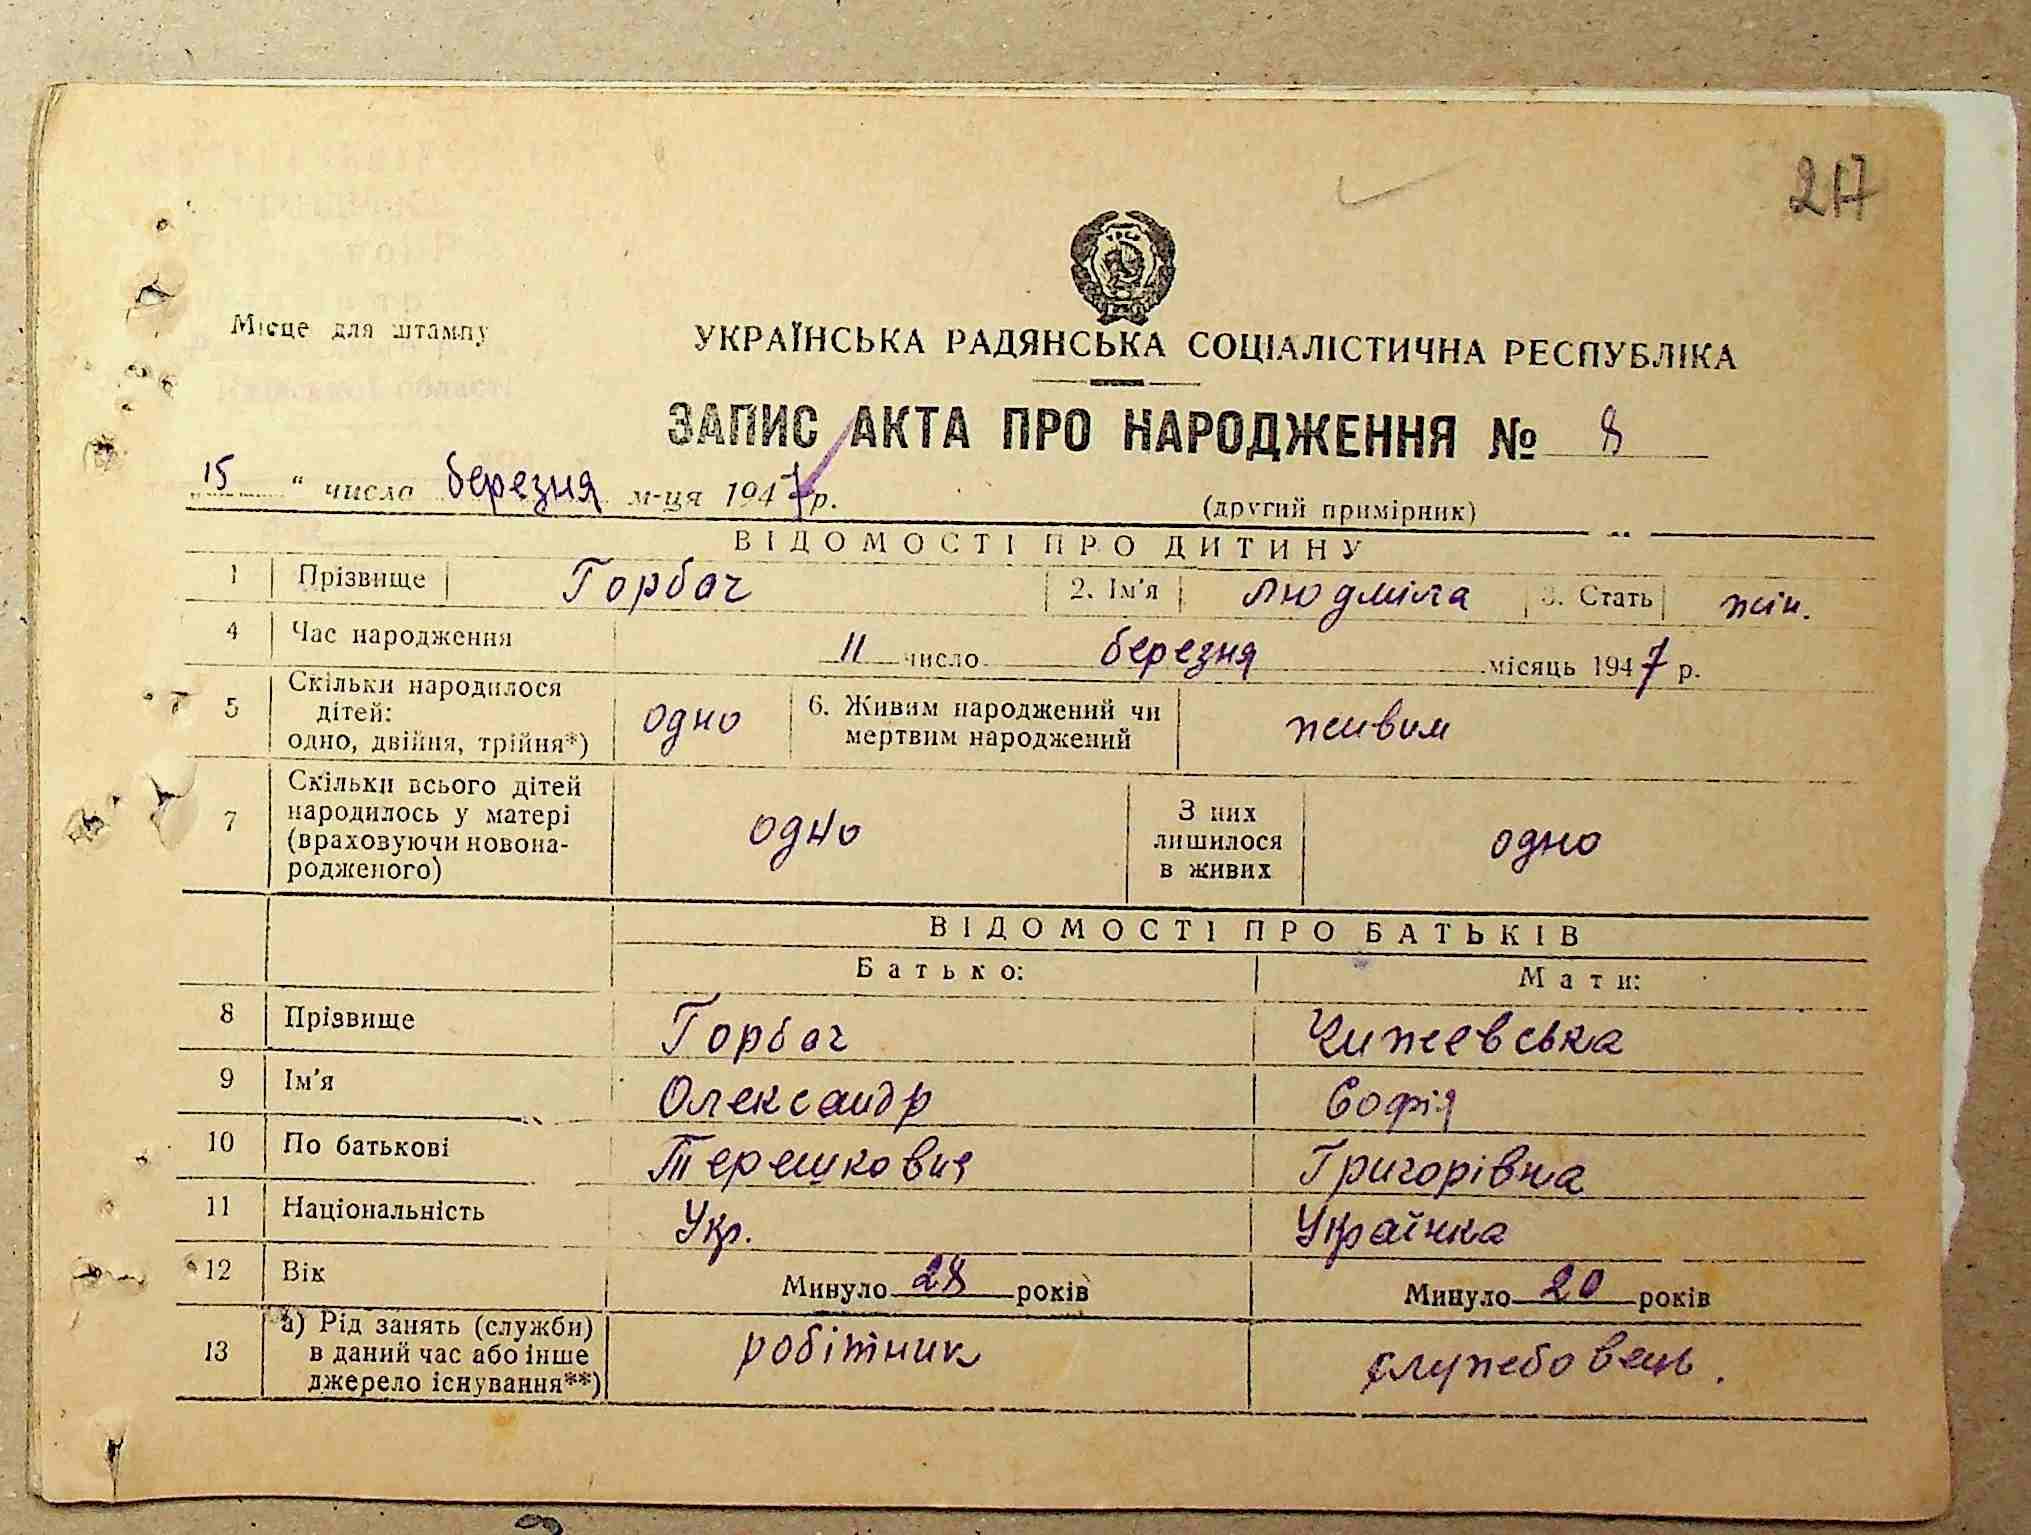 217
Місце для штампу
УКРАЇНСЬКА РАДЯНСЬКА СОЦІАЛІСТИЧНА РЕСПУБЛІКА
ЗАПИС АКТА ПРО НАРОДЖЕННЯ № 8
15 " число березня м-ця 1947 р.
(другий примірник)
ВІДОМОСТІ ПРО ДИТИНУ
1 Прізвище Горбач 2. Ім'я Людміла 3. Стать жін.
4 Час народження 11 число березня місяць 1947 р.
5 Скільки народилося дітей: одно, двійня, трійня*) одно 6. Живим народжений чи мертвим народжений живим
7 Скільки всього дітей народилось у матері (враховуючи новона-родженого) одно З них лишилося в живих одно
ВІДОМОСТІ ПРО БАТЬКІВ
Батько: Мати:
8 Прізвище Горбач Чижевська
9 Ім'я Олександр Софія
10 По батькові Терешкович Григорівна
11 Національність Укр. Українка
12 Вік Минуло 28 років Минуло 20 років
13 а) Рід занять (служби) в даний час або інше джерело існування**) робітник службовець.